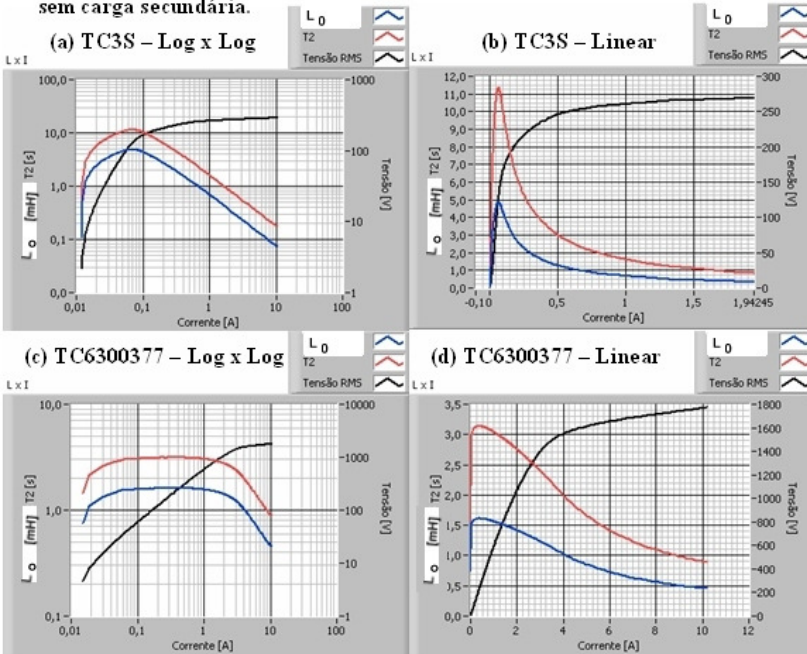 sem carga secundária.
(a) TC3S – Log x Log
L x I
L 0
T2
Tensão RMS
100,0
10,0
1,0
0,1
0,0
L O [mH] T2 [s]
1000
100
10
1
Tensão [V]
0,01
0,1
1
10
100
Corrente [A]
(b) TC3S – Linear
L x I
L 0
T2
Tensão RMS
12,0
11,0
10,0
9,0
8,0
7,0
6,0
5,0
4,0
3,0
2,0
1,0
0,0
L O [mH] T2 [s]
300
250
200
150
100
50
0
Tensão [V]
-0,10
0,5
1
1,5
1,94245
Corrente [A]
(c) TC6300377 – Log x Log
L x I
L 0
T2
Tensão RMS
10,0
1,0
0,1
L O [mH] T2 [s]
10000
1000
100
10
1
Tensão [V]
0,01
0,1
1
10
100
Corrente [A]
(d) TC6300377 – Linear
L x I
L 0
T2
Tensão RMS
3,5
3,0
2,5
2,0
1,5
1,0
0,5
0,0
L O [mH] T2 [s]
1800
1600
1400
1200
1000
800
600
400
200
0
Tensão [V]
0
2
4
6
8
10
12
Corrente [A]